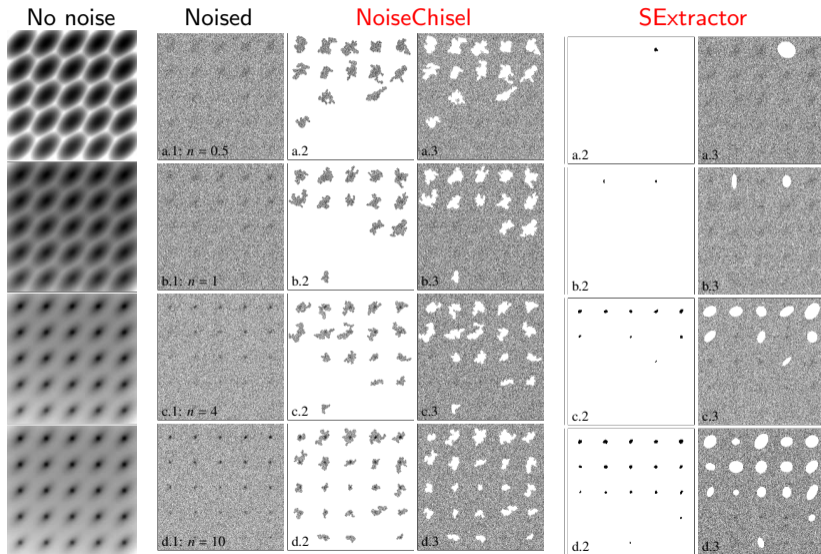 No noise Noised NoiseChisel SExtractor
a.1: n = 0.5 a.2 a.3 a.2 a.3
b.1: n = 1 b.2 b.3 b.2 b.3
c.1: n = 4 c.2 c.3 c.2 c.3
d.1: n = 10 d.2 d.3 d.2 d.3